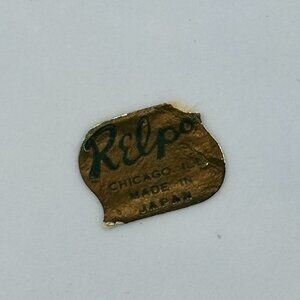 Relpo
CHICAGO, ILL.
MADE IN
JAPAN